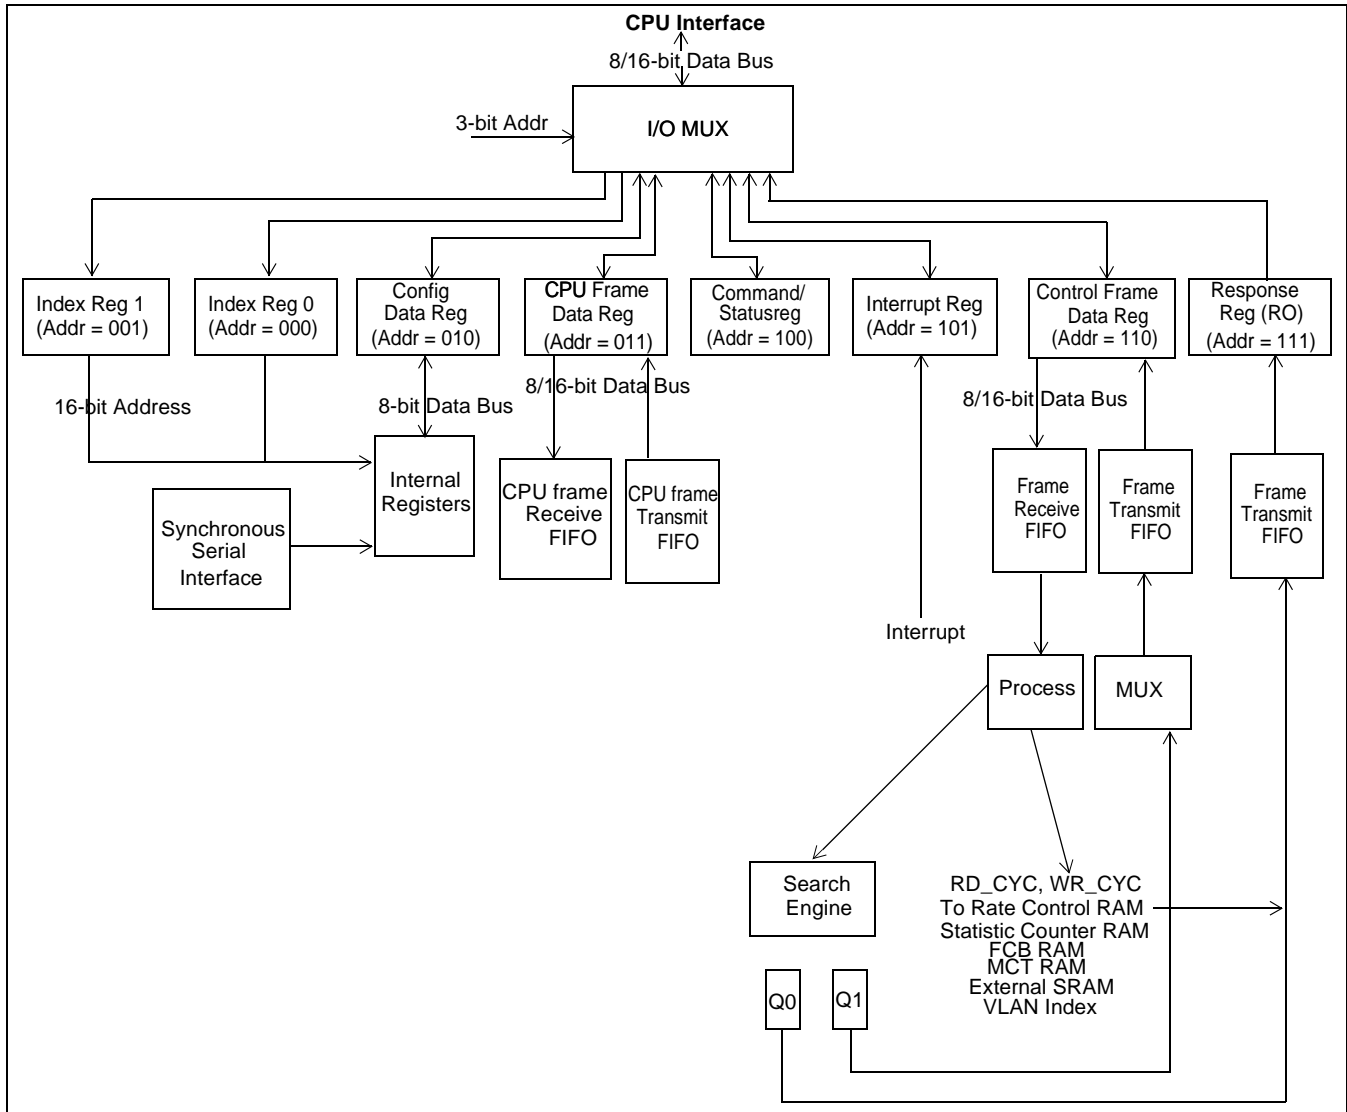 CPU Interface
8/16-bit Data Bus
3-bit Addr
I/O MUX
Index Reg 1
(Addr = 001)
Index Reg 0
(Addr = 000)
Config
Data Reg
(Addr = 010)
CPU Frame
Data Reg
(Addr = 011)
Command/
Statusreg
(Addr = 100)
Interrupt Reg
(Addr = 101)
Control Frame
Data Reg
(Addr = 110)
Response
Reg (RO)
(Addr = 111)
16-bit Address
8-bit Data Bus
8/16-bit Data Bus
8/16-bit Data Bus
Internal
Registers
Synchronous
Serial
Interface
CPU frame
Receive
FIFO
CPU frame
Transmit
FIFO
Frame
Receive
FIFO
Frame
Transmit
FIFO
Frame
Transmit
FIFO
Interrupt
Process
MUX
Search
Engine
RD_CYC, WR_CYC
To Rate Control RAM
Statistic Counter RAM
FCB RAM
MCT RAM
External SRAM
VLAN Index
Q0
Q1